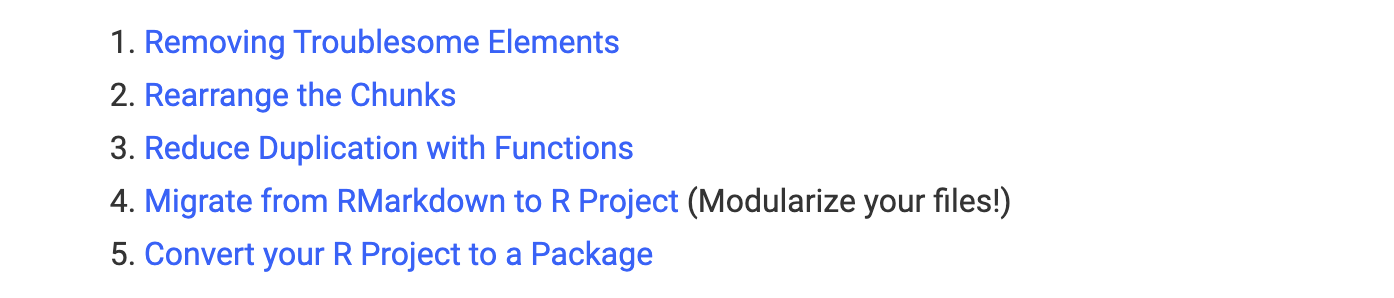 1. Removing Troublesome Elements
2. Rearrange the Chunks
3. Reduce Duplication with Functions
4. Migrate from RMarkdown to R Project (Modularize your files!)
5. Convert your R Project to a Package